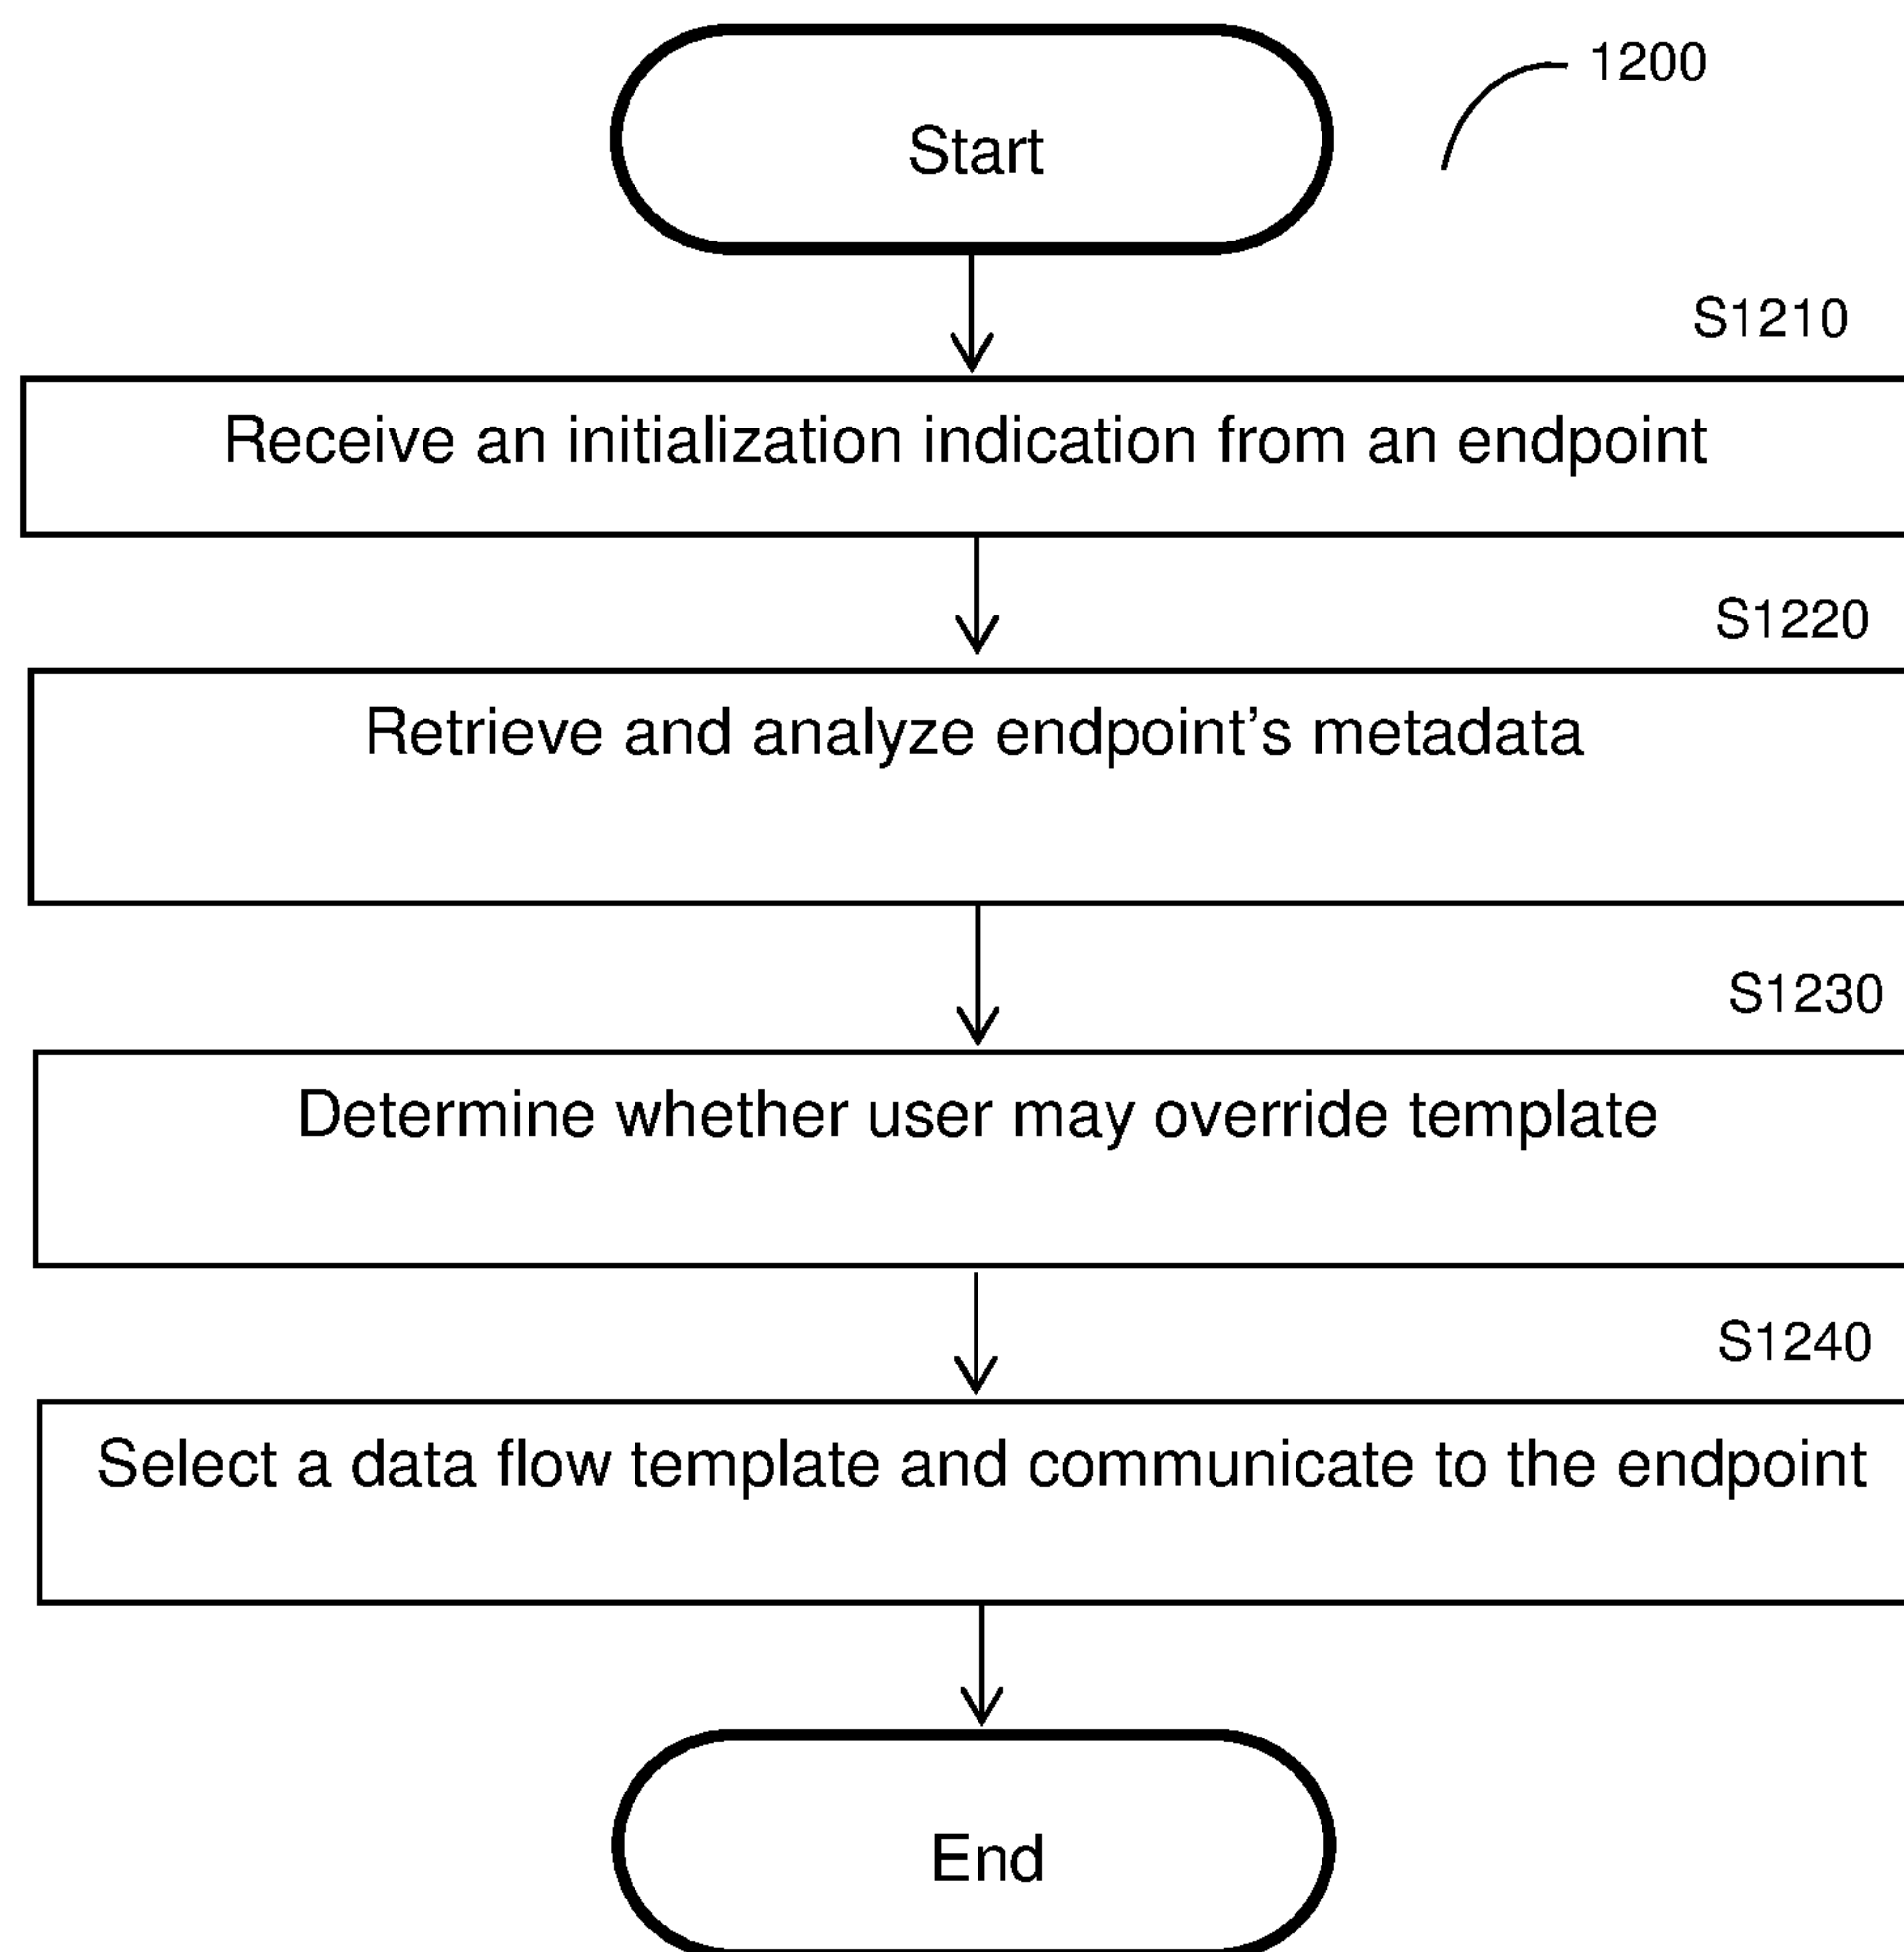 Start
1200
S1210
Receive an initialization indication from an endpoint
S1220
Retrieve and analyze endpoint’s metadata
S1230
Determine whether user may override template
S1240
Select a data flow template and communicate to the endpoint
End